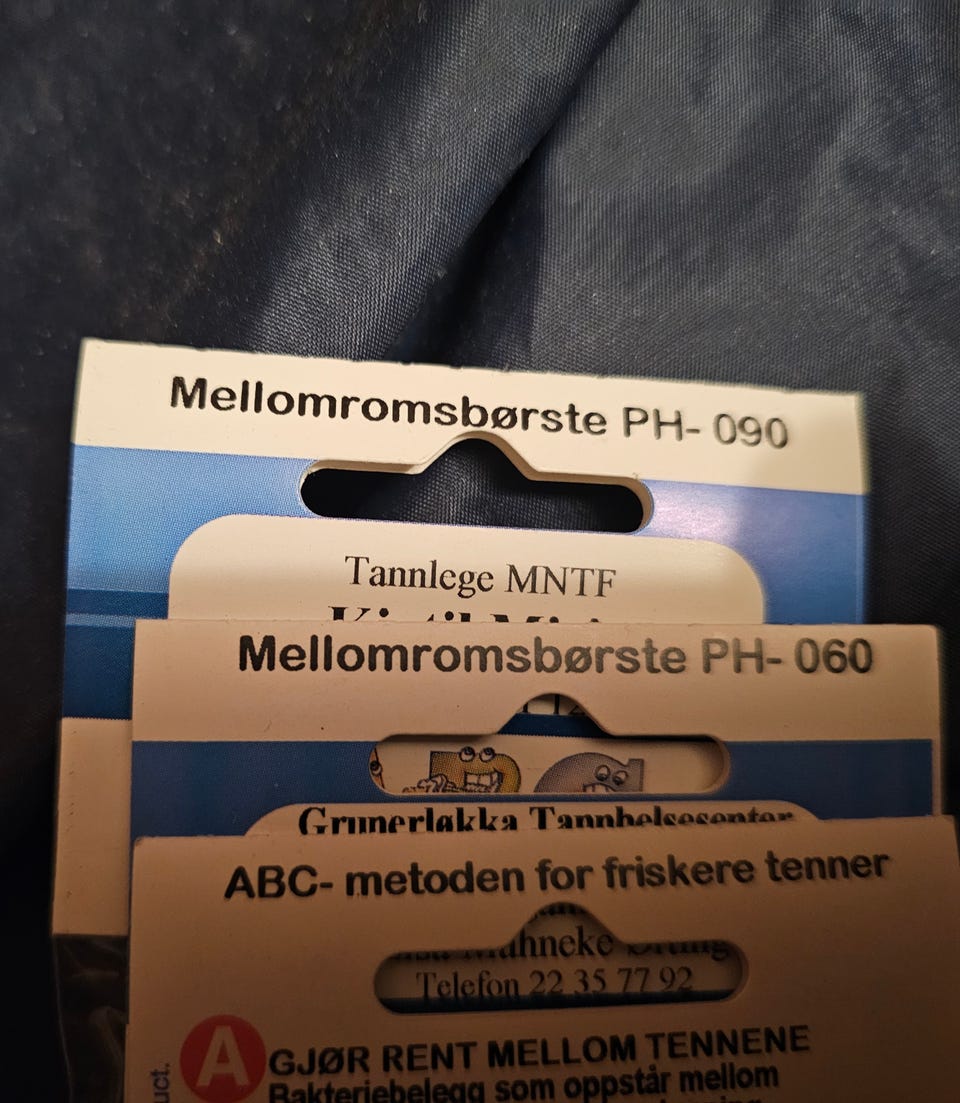 Mellomromsbørste PH- 090
Tannlege MNTF
Mellomromsbørste PH- 060
Grunerløkka Tannhelsesenter
ABC- metoden for friskere tenner
Telefon 22 35 77 92
A GJØR RENT MELLOM TENNENE
Bakteriebelegg som oppstår mellom
uct.